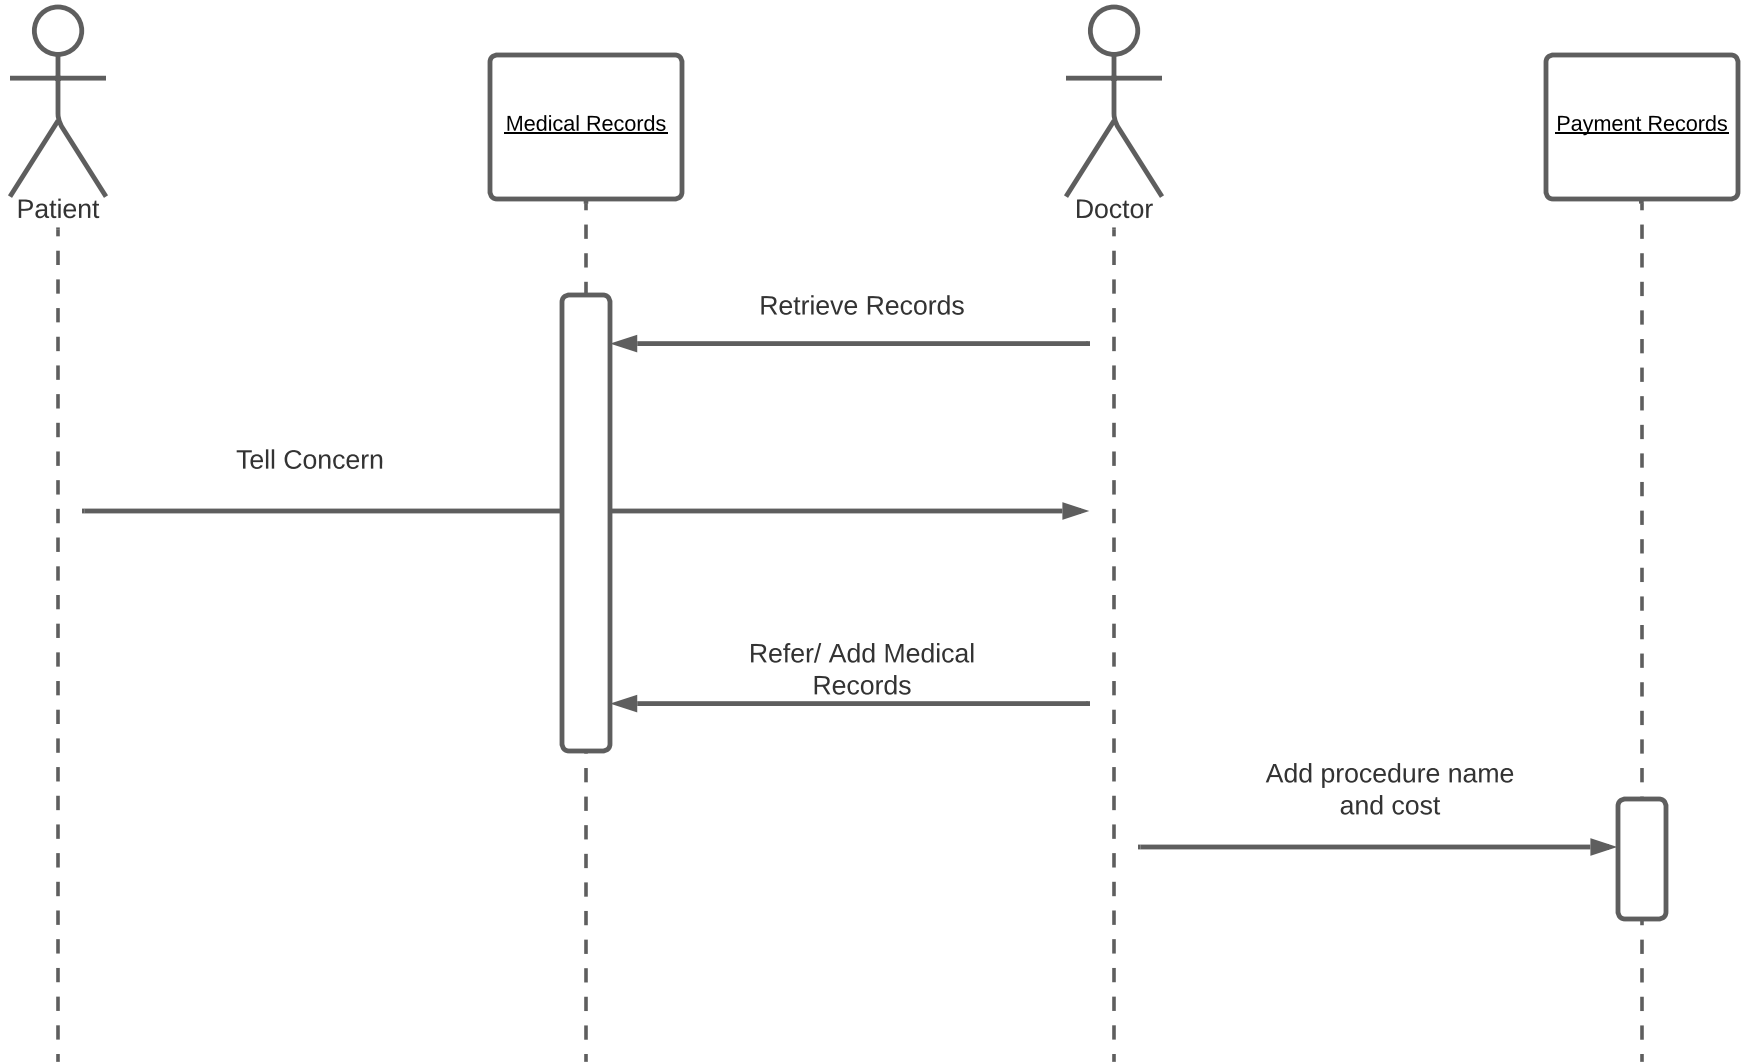 Medical Records
Payment Records
Patient
Doctor
Retrieve Records
Tell Concern
Refer/ Add Medical
Records
Add procedure name
and cost